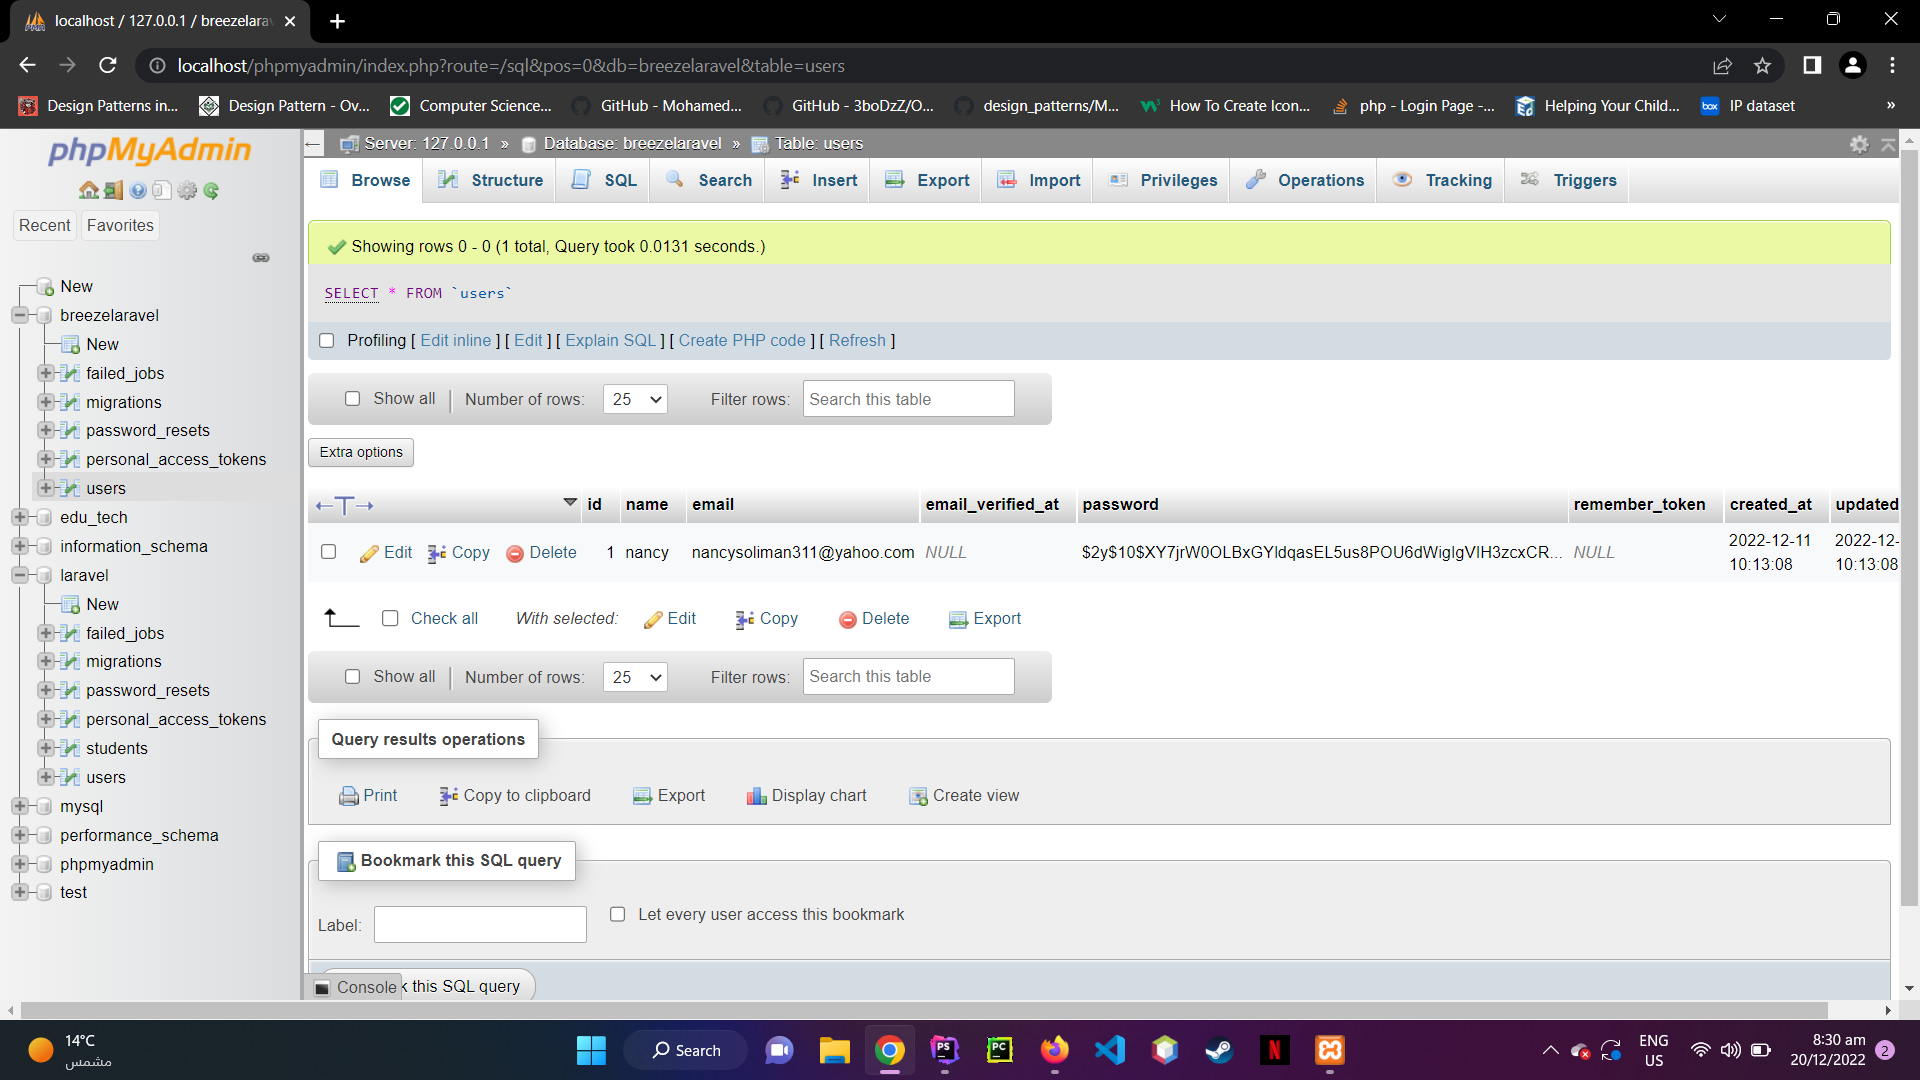 localhost / 127.0.0.1 / breezelarav
localhost/phpmyadmin/index.php?route=/sql&pos=0&db=breezelaravel&table=users
Design Patterns in... Design Pattern - Ov... Computer Science... GitHub - Mohamed... GitHub - 3boDzZ/O... design_patterns/M... How To Create Icon... php - Login Page -... Helping Your Child... IP dataset »
phpMyAdmin
Recent Favorites
New
breezelaravel
New
failed_jobs
migrations
password_resets
personal_access_tokens
users
edu_tech
information_schema
laravel
New
failed_jobs
migrations
password_resets
personal_access_tokens
students
users
mysql
performance_schema
phpmyadmin
test
Server: 127.0.0.1 » Database: breezelaravel » Table: users
Browse Structure SQL Search Insert Export Import Privileges Operations Tracking Triggers
Showing rows 0 - 0 (1 total, Query took 0.0131 seconds.)
SELECT * FROM `users`
Profiling [ Edit inline ] [ Edit ] [ Explain SQL ] [ Create PHP code ] [ Refresh ]
Show all | Number of rows: 25 Filter rows: Search this table
Extra options
id name email email_verified_at password remember_token created_at updated
Edit Copy Delete 1 nancy nancysoliman311@yahoo.com NULL $2y$10$XY7jrW0OLBxGYldqasEL5us8POU6dWiglgVIH3zcxCR... NULL 2022-12-11 10:13:08 2022-12- 10:13:08
Check all With selected: Edit Copy Delete Export
Show all | Number of rows: 25 Filter rows: Search this table
Query results operations
Print Copy to clipboard Export Display chart Create view
Bookmark this SQL query
Label: Let every user access this bookmark
Console k this SQL query
14°C
مشمس
Search
ENG
US
8:30 am
20/12/2022
2